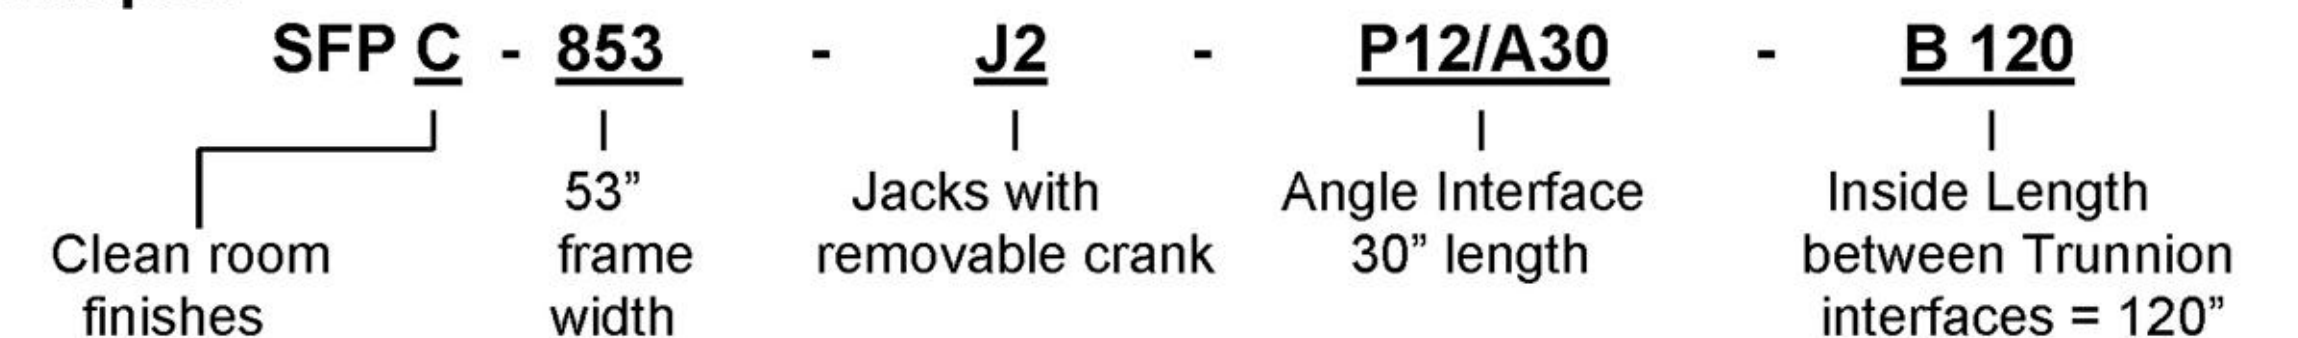 SFP C - 853 - J2 - P12/A30 - B 120
Clean room
finishes
53”
frame
width
Jacks with
removable crank
Angle Interface
30” length
Inside Length
between Trunnion
interfaces = 120”